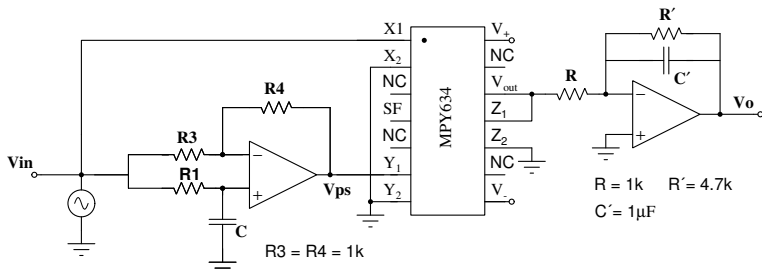 X1
X2
NC
SF
NC
Y1
Y2
MPY634
V+
NC
Vout
Z1
Z2
NC
V-
R4
R3
R1
Vin
Vps
C
R3 = R4 = 1k
R
R´
C´
Vo
R = 1k R´= 4.7k
C´= 1µF